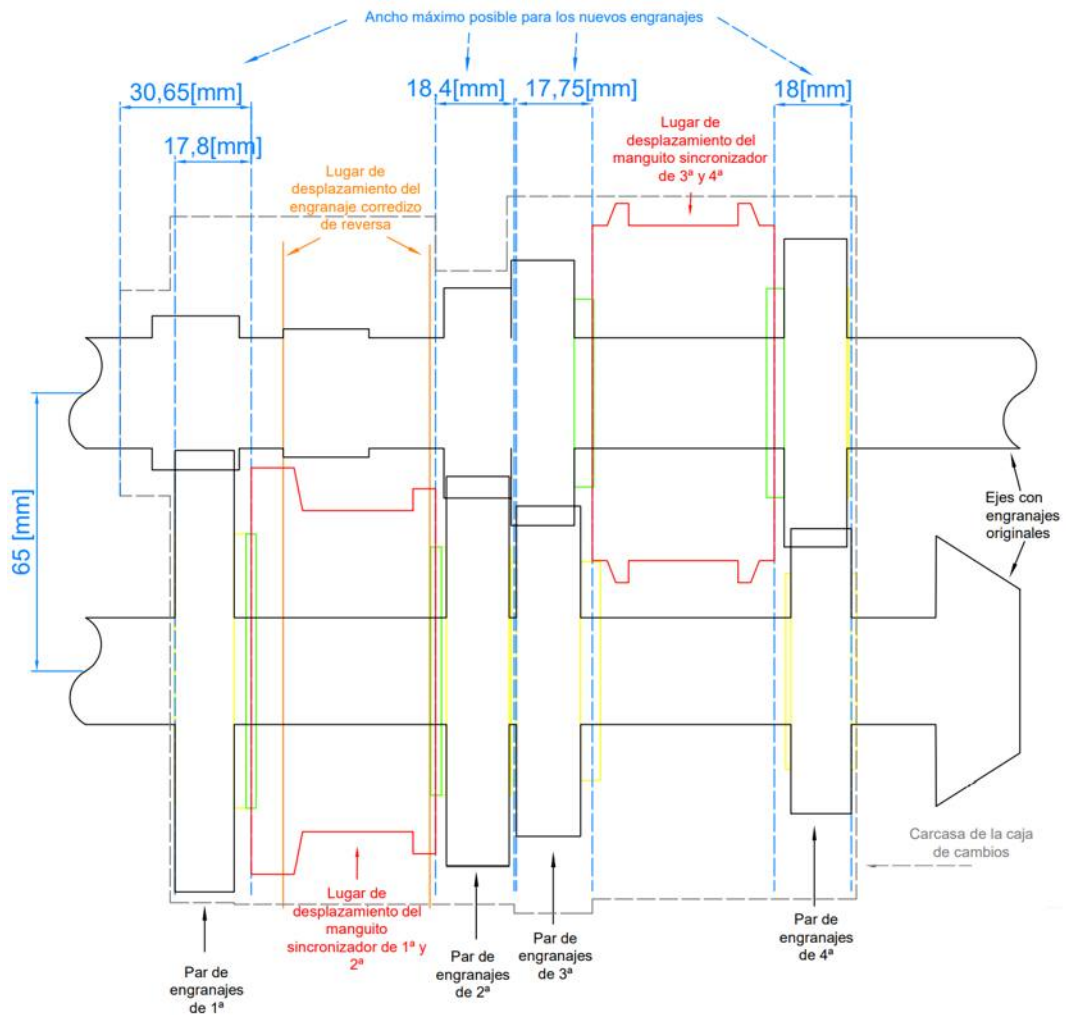 Ancho máximo posible para los nuevos engranajes
30,65[mm]
18,4[mm]
17,75[mm]
18[mm]
17,8[mm]
Lugar de
desplazamiento del
engranaje corredizo
de reversa
Lugar de
desplazamiento del
manguito sincronizador
de 3ª y 4ª
65 [mm]
Ejes con
engranajes
originales
Carcasa de la caja
de cambios
Par de
engranajes
de 1ª
Lugar de
desplazamiento del
manguito
sincronizador de 1ª y
2ª
Par de
engranajes
de 2ª
Par de
engranajes
de 3ª
Par de
engranajes
de 4ª